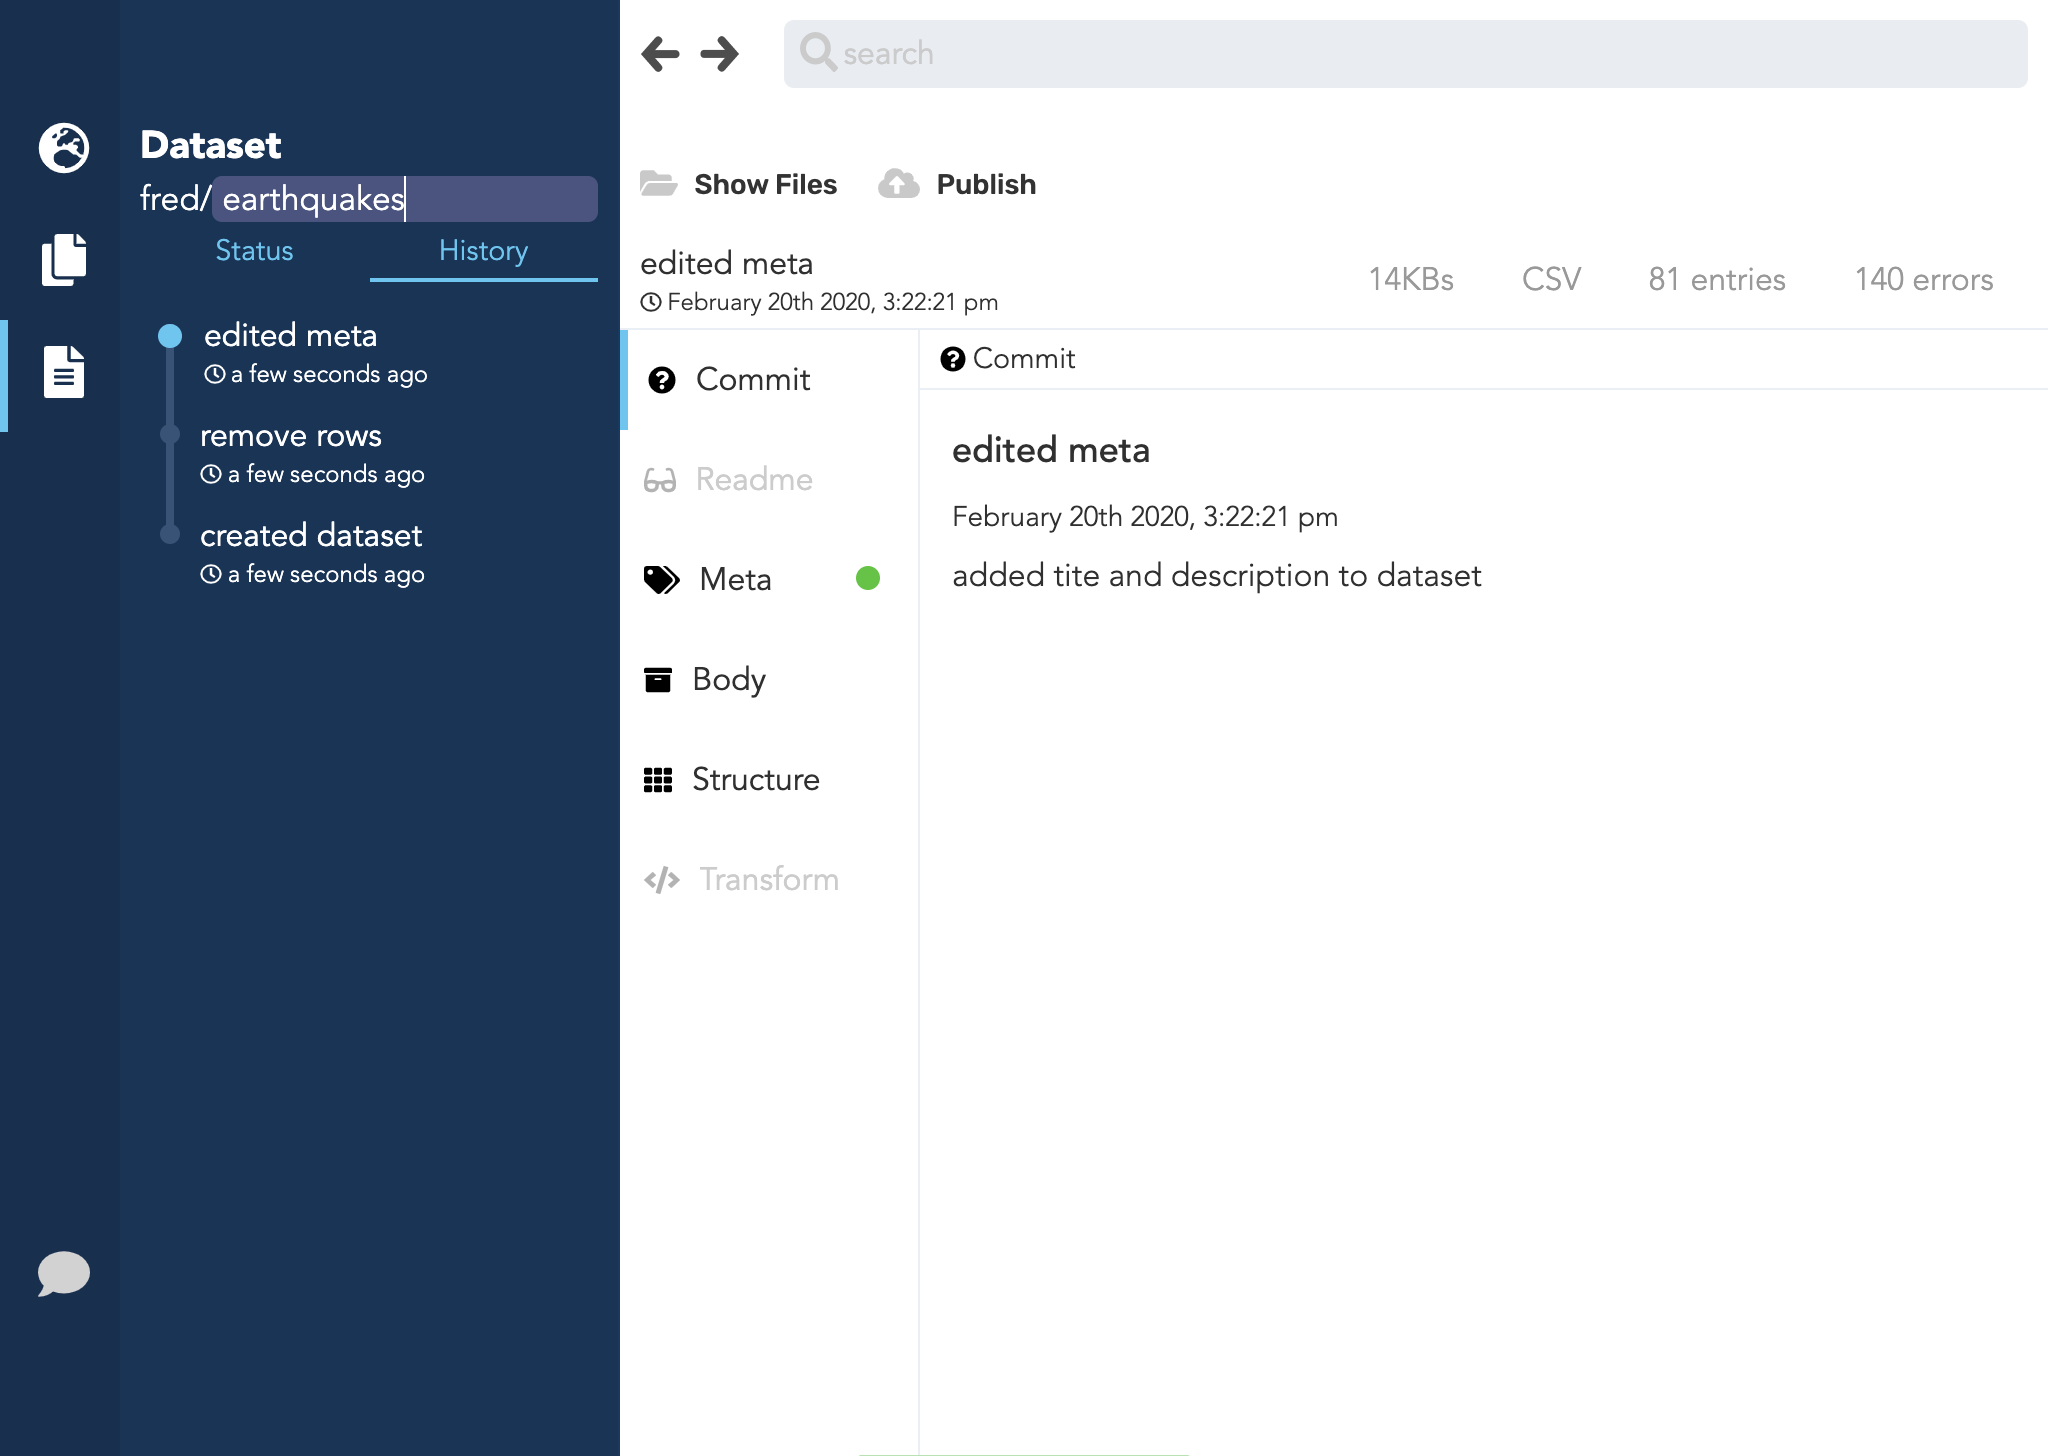 Dataset
fred/ earthquakes
Status History
edited meta
a few seconds ago
remove rows
a few seconds ago
created dataset
a few seconds ago
search
Show Files Publish
edited meta
February 20th 2020, 3:22:21 pm
14KBs CSV 81 entries 140 errors
Commit
Readme
Meta
Body
Structure
Transform
Commit
edited meta
February 20th 2020, 3:22:21 pm
added tite and description to dataset